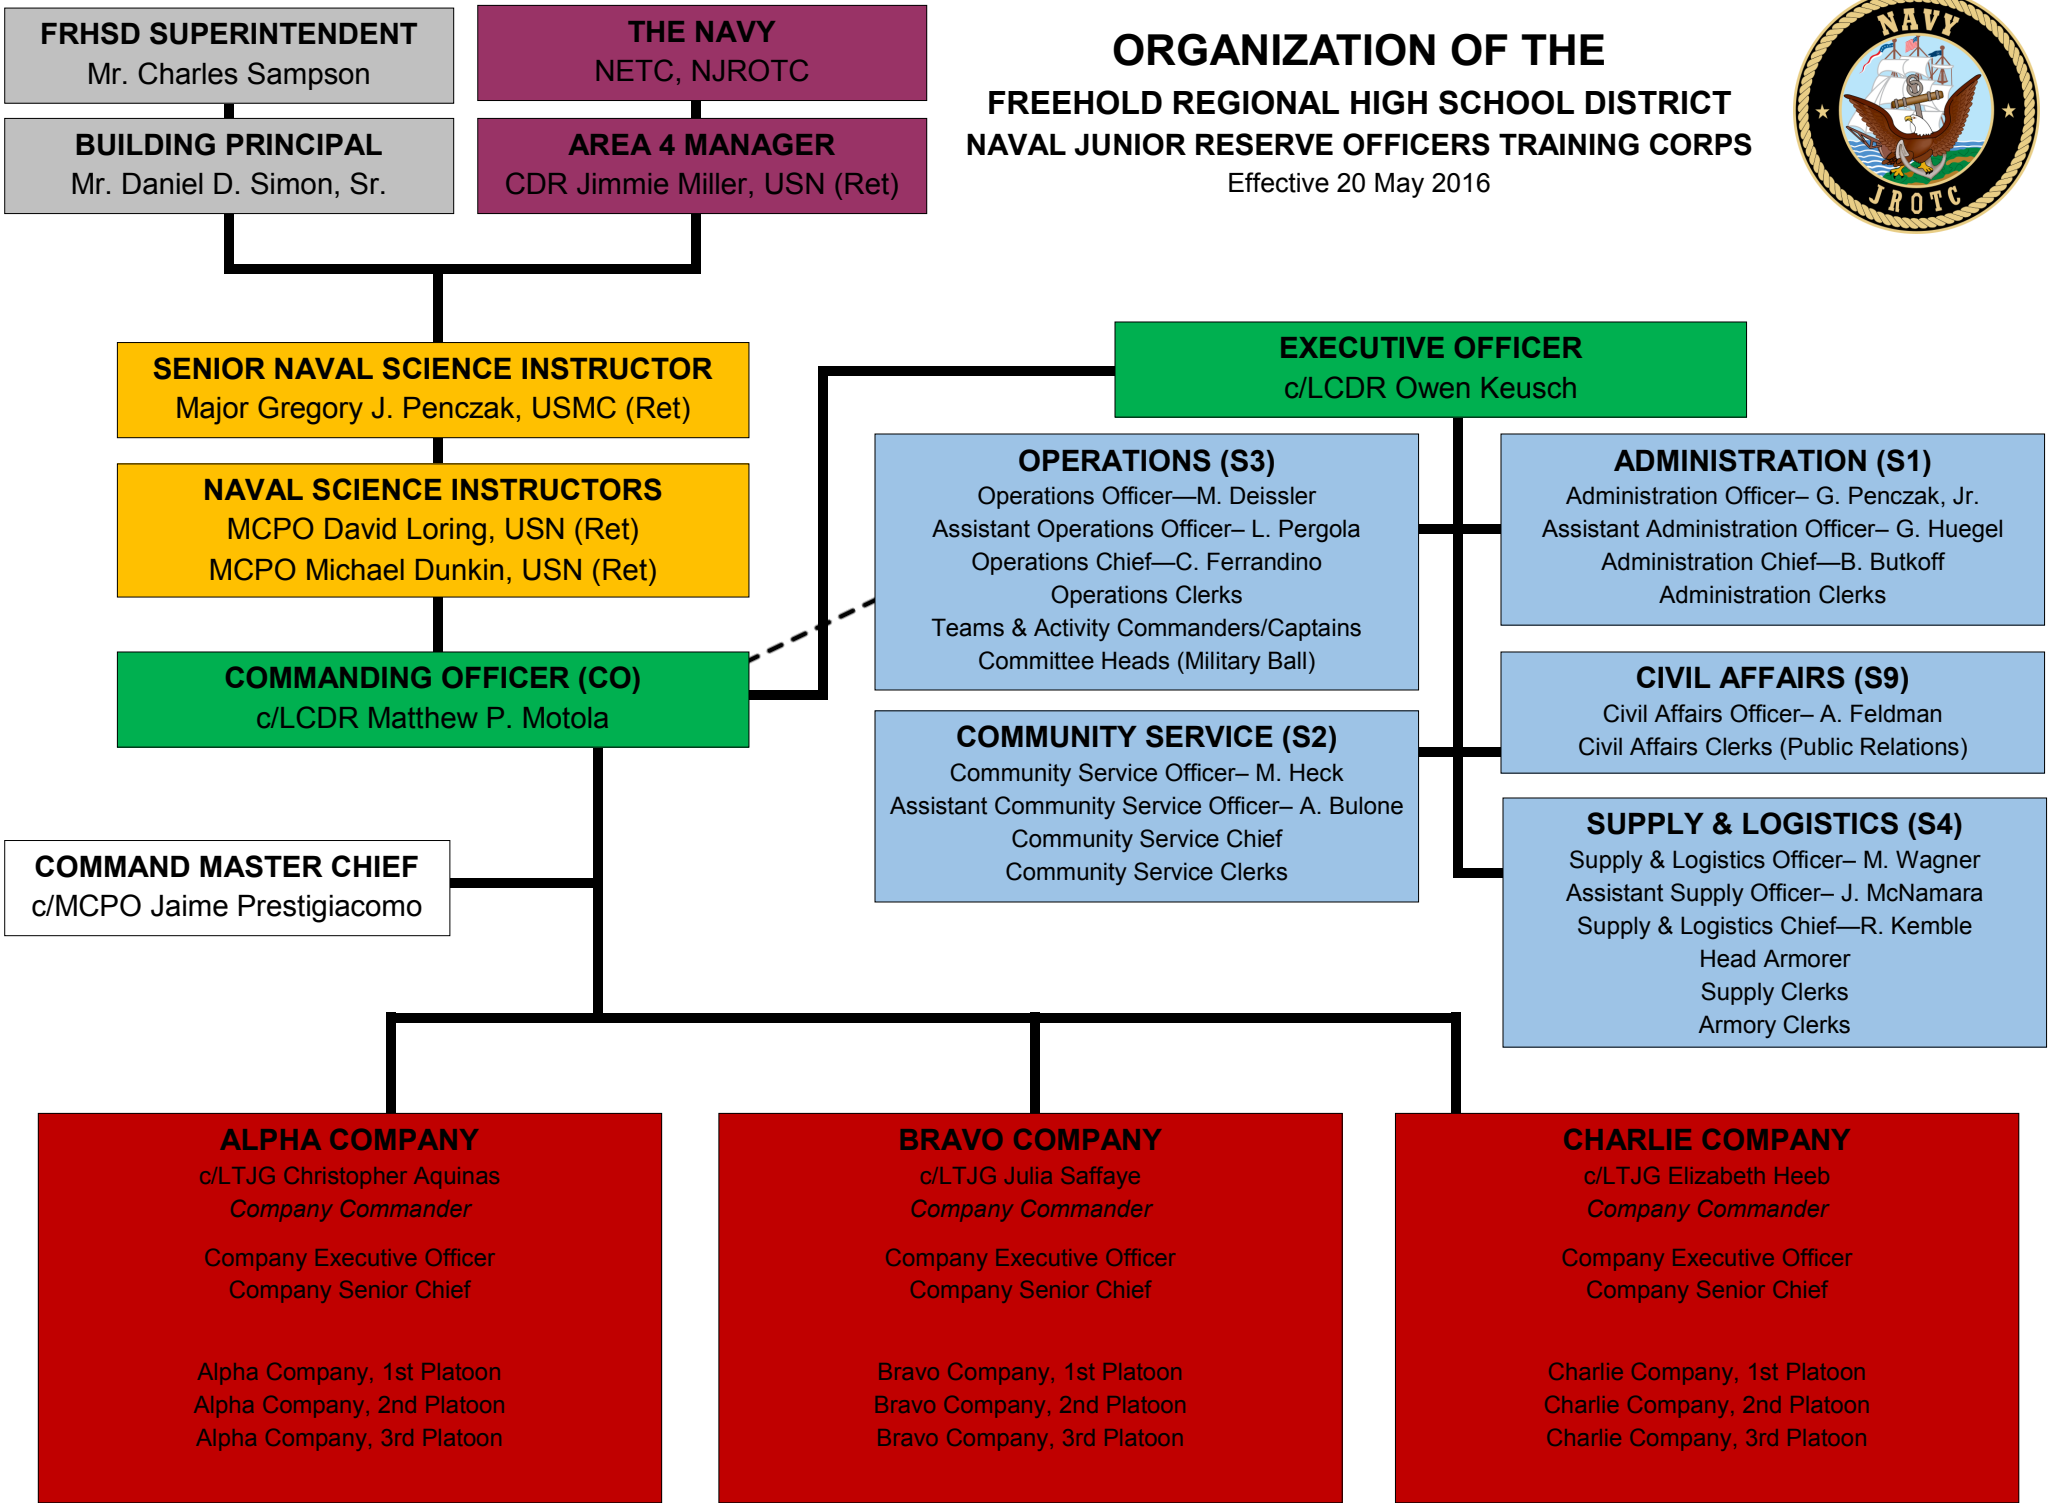 FRHSD SUPERINTENDENT
Mr. Charles Sampson
THE NAVY
NETC, NJROTC
BUILDING PRINCIPAL
Mr. Daniel D. Simon, Sr.
AREA 4 MANAGER
CDR Jimmie Miller, USN (Ret)
ORGANIZATION OF THE
FREEHOLD REGIONAL HIGH SCHOOL DISTRICT
NAVAL JUNIOR RESERVE OFFICERS TRAINING CORPS
Effective 20 May 2016
NAVY
JROTC
SENIOR NAVAL SCIENCE INSTRUCTOR
Major Gregory J. Penczak, USMC (Ret)
NAVAL SCIENCE INSTRUCTORS
MCPO David Loring, USN (Ret)
MCPO Michael Dunkin, USN (Ret)
COMMANDING OFFICER (CO)
c/LCDR Matthew P. Motola
EXECUTIVE OFFICER
c/LCDR Owen Keusch
OPERATIONS (S3)
Operations Officer—M. Deissler
Assistant Operations Officer– L. Pergola
Operations Chief—C. Ferrandino
Operations Clerks
Teams & Activity Commanders/Captains
Committee Heads (Military Ball)
ADMINISTRATION (S1)
Administration Officer– G. Penczak, Jr.
Assistant Administration Officer– G. Huegel
Administration Chief—B. Butkoff
Administration Clerks
COMMUNITY SERVICE (S2)
Community Service Officer– M. Heck
Assistant Community Service Officer– A. Bulone
Community Service Chief
Community Service Clerks
CIVIL AFFAIRS (S9)
Civil Affairs Officer– A. Feldman
Civil Affairs Clerks (Public Relations)
SUPPLY & LOGISTICS (S4)
Supply & Logistics Officer– M. Wagner
Assistant Supply Officer– J. McNamara
Supply & Logistics Chief—R. Kemble
Head Armorer
Supply Clerks
Armory Clerks
COMMAND MASTER CHIEF
c/MCPO Jaime Prestigiacomo
ALPHA COMPANY
c/LTJG Christopher Aquinas
Company Commander
Company Executive Officer
Company Senior Chief
Alpha Company, 1st Platoon
Alpha Company, 2nd Platoon
Alpha Company, 3rd Platoon
BRAVO COMPANY
c/LTJG Julia Saffaye
Company Commander
Company Executive Officer
Company Senior Chief
Bravo Company, 1st Platoon
Bravo Company, 2nd Platoon
Bravo Company, 3rd Platoon
CHARLIE COMPANY
c/LTJG Elizabeth Heeb
Company Commander
Company Executive Officer
Company Senior Chief
Charlie Company, 1st Platoon
Charlie Company, 2nd Platoon
Charlie Company, 3rd Platoon